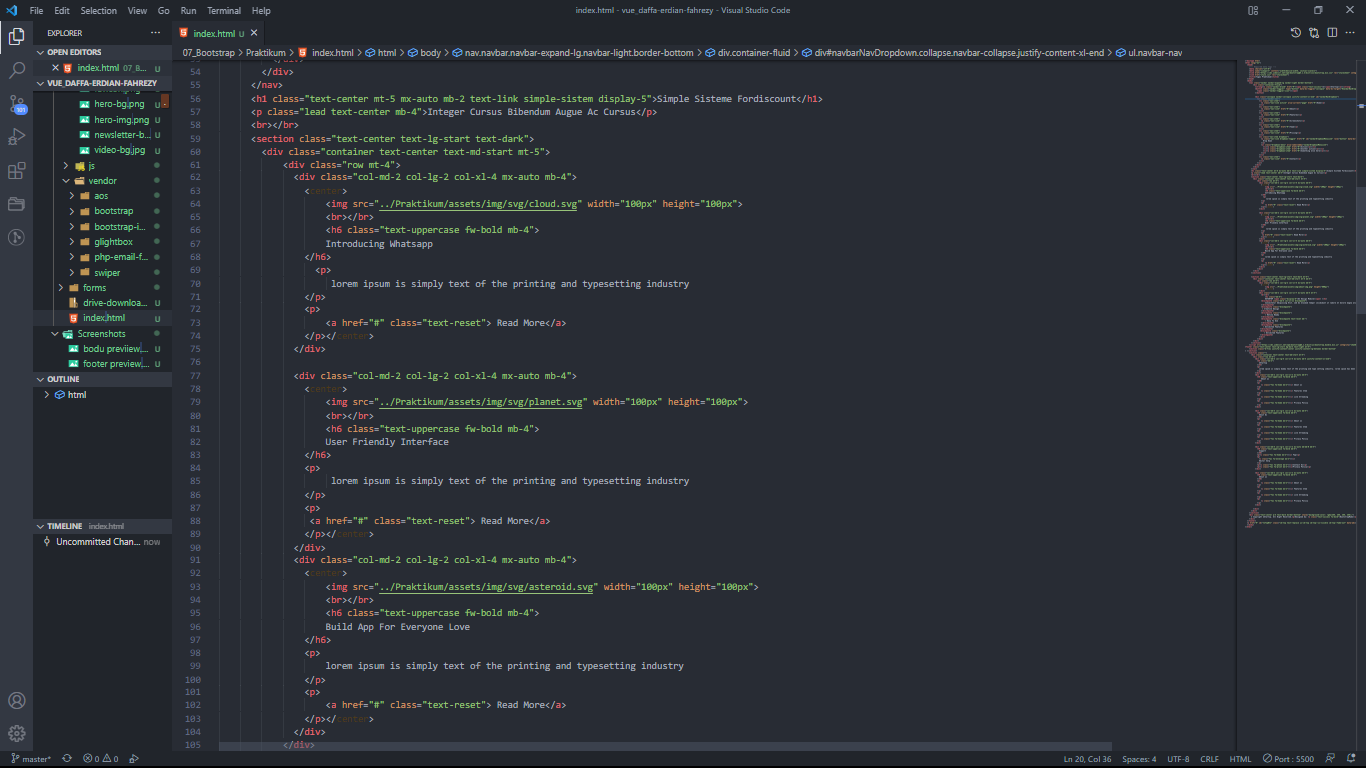 File Edit Selection View Go Run Terminal Help
index.html - vue_daffa-erdian-fahrezy - Visual Studio Code
EXPLORER
OPEN EDITORS
index.html 07_B... U
VUE_DAFFA-ERDIAN-FAHREZY
hero-bg.png U
hero-img.png U
newsletter-b... U
video-bg.jpg U
js
vendor
aos
bootstrap
bootstrap-i...
glightbox
php-email-f...
swiper
forms
drive-downloa... U
index.html U
Screenshots
bodu previiew,... U
footer preview,... U
OUTLINE
html
TIMELINE index.html
Uncommitted Chan... now
index.html U
07_Bootstrap > Praktikum > index.html > html > body > nav.navbar.navbar-expand-lg.navbar-light.border-bottom > div.container-fluid > div#navbarNavDropdown.collapse.navbar-collapse.justify-content-xl-end > ul.navbar-nav
54 </div>
55 </nav>
56 <h1 class="text-center mt-5 mx-auto mb-2 text-link simple-sistem display-5">Simple Sisteme Fordiscount</h1>
57 <p class="lead text-center mb-4">Integer Cursus Bibendum Augue Ac Cursus</p>
58 <br></br>
59 <section class="text-center text-lg-start text-dark">
60 <div class="container text-center text-md-start mt-5">
61 <div class="row mt-4">
62 <div class="col-md-2 col-lg-2 col-xl-4 mx-auto mb-4">
63 <center>
64 <img src="../Praktikum/assets/img/svg/cloud.svg" width="100px" height="100px">
65 <br></br>
66 <h6 class="text-uppercase fw-bold mb-4">
67 Introducing Whatsapp
68 </h6>
69 <p>
70 lorem ipsum is simply text of the printing and typesetting industry
71 </p>
72 <p>
73 <a href="#" class="text-reset"> Read More</a>
74 </p></center>
75 </div>
76
77 <div class="col-md-2 col-lg-2 col-xl-4 mx-auto mb-4">
78 <center>
79 <img src="../Praktikum/assets/img/svg/planet.svg" width="100px" height="100px">
80 <br></br>
81 <h6 class="text-uppercase fw-bold mb-4">
82 User Friendly Interface
83 </h6>
84 <p>
85 lorem ipsum is simply text of the printing and typesetting industry
86 </p>
87 <p>
88 <a href="#" class="text-reset"> Read More</a>
89 </p></center>
90 </div>
91 <div class="col-md-2 col-lg-2 col-xl-4 mx-auto mb-4">
92 <center>
93 <img src="../Praktikum/assets/img/svg/asteroid.svg" width="100px" height="100px">
94 <br></br>
95 <h6 class="text-uppercase fw-bold mb-4">
96 Build App For Everyone Love
97 </h6>
98 <p>
99 lorem ipsum is simply text of the printing and typesetting industry
100 </p>
101 <p>
102 <a href="#" class="text-reset"> Read More</a>
103 </p></center>
104 </div>
105 </div>
master* 0 0
Ln 20, Col 36 Spaces: 4 UTF-8 CRLF HTML Port : 5500